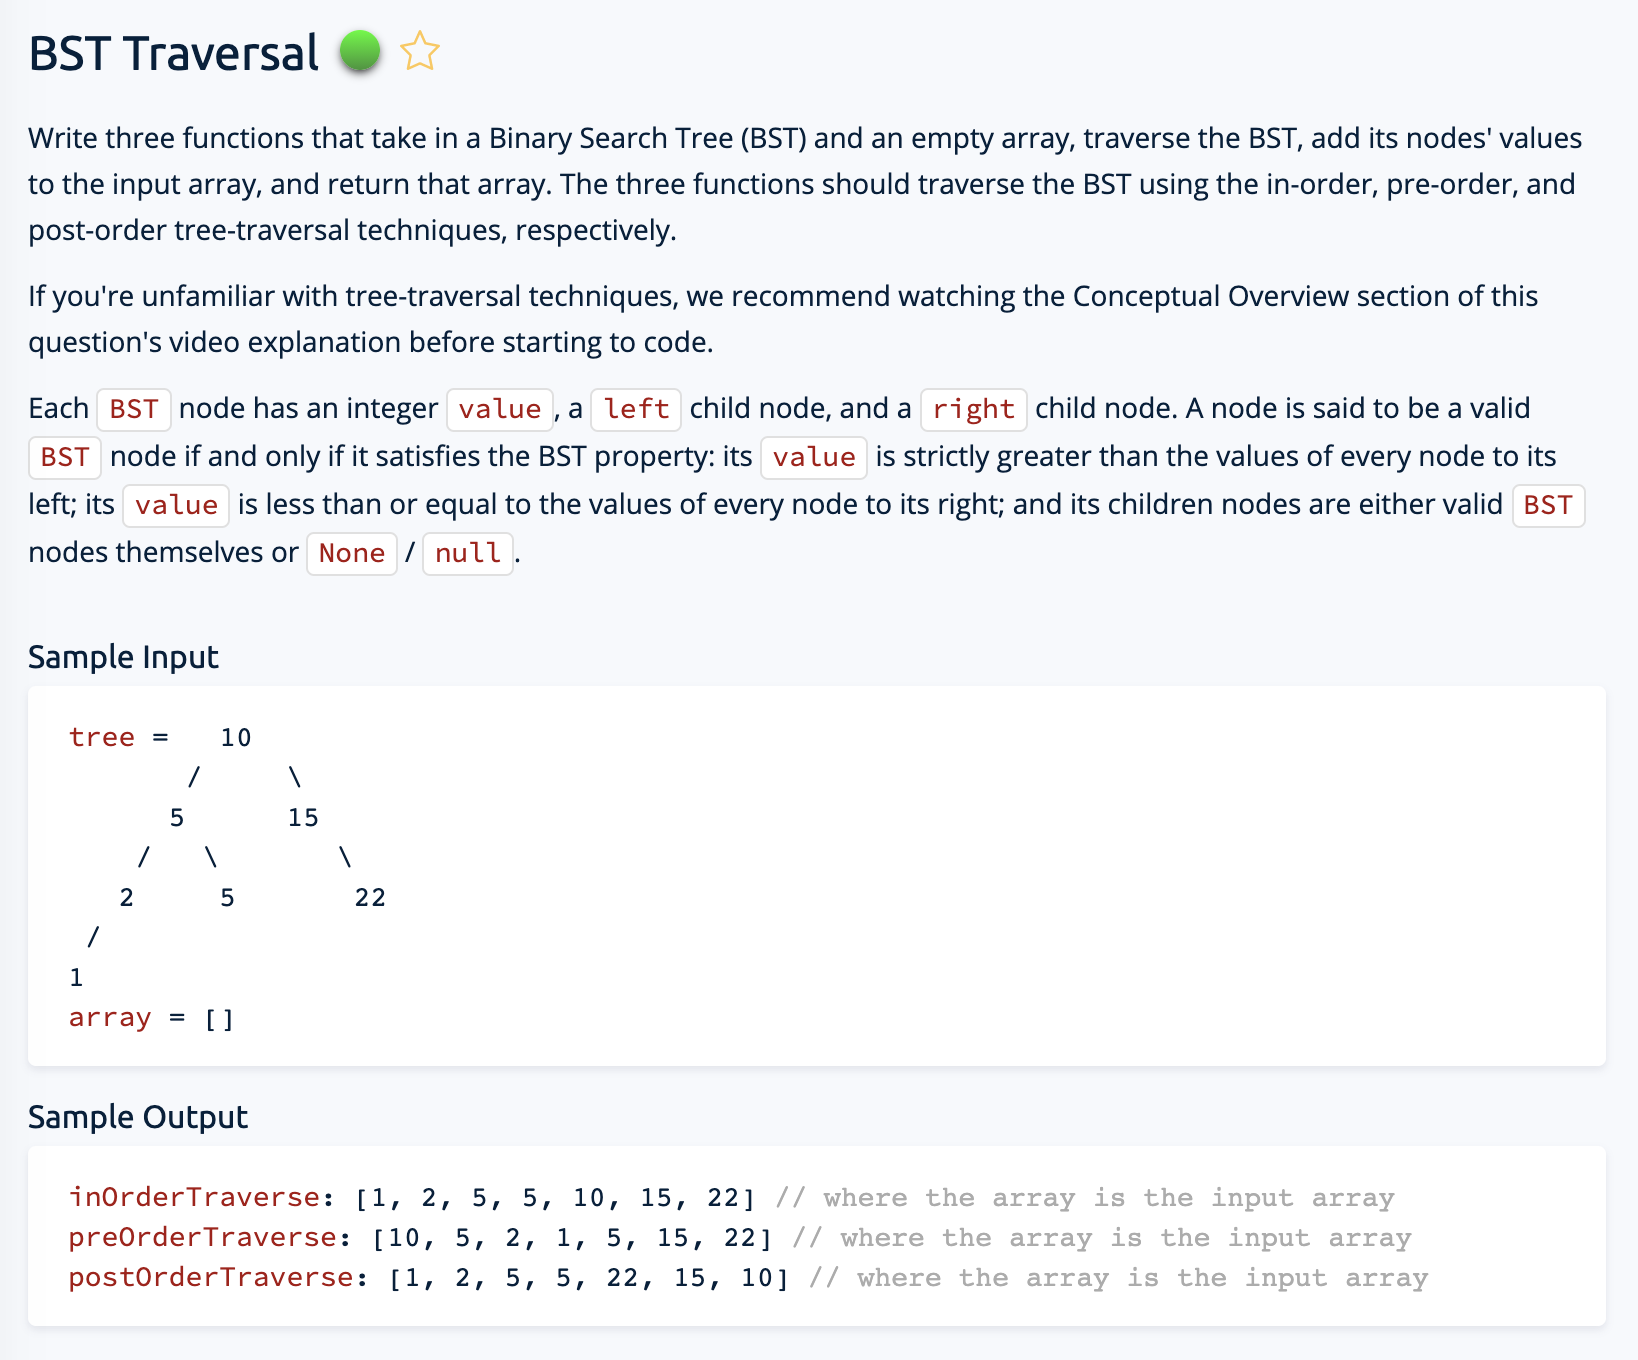 BST Traversal
Write three functions that take in a Binary Search Tree (BST) and an empty array, traverse the BST, add its nodes' values
to the input array, and return that array. The three functions should traverse the BST using the in-order, pre-order, and
post-order tree-traversal techniques, respectively.
If you're unfamiliar with tree-traversal techniques, we recommend watching the Conceptual Overview section of this
question's video explanation before starting to code.
Each BST node has an integer value, a left child node, and a right child node. A node is said to be a valid
BST node if and only if it satisfies the BST property: its value is strictly greater than the values of every node to its
left; its value is less than or equal to the values of every node to its right; and its children nodes are either valid BST
nodes themselves or None / null.
Sample Input
tree =   10
       /     \
      5      15
    /   \       \
   2     5       22
 /
1
array = []
Sample Output
inOrderTraverse: [1, 2, 5, 5, 10, 15, 22] // where the array is the input array
preOrderTraverse: [10, 5, 2, 1, 5, 15, 22] // where the array is the input array
postOrderTraverse: [1, 2, 5, 5, 22, 15, 10] // where the array is the input array